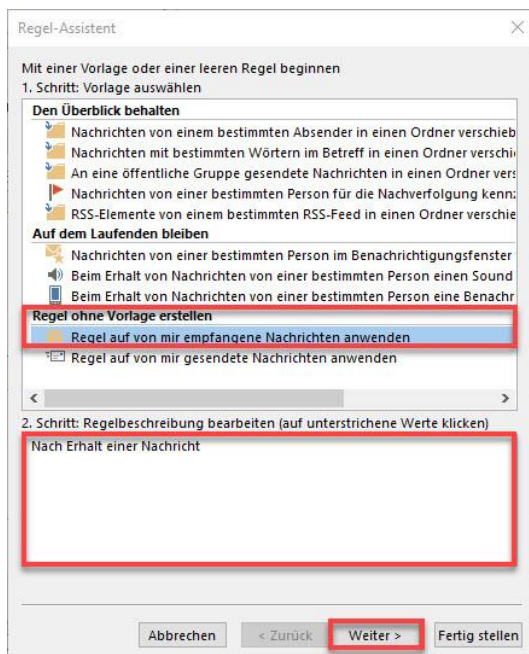 Regel-Assistent
Mit einer Vorlage oder einer leeren Regel beginnen
1. Schritt: Vorlage auswählen
Den Überblick behalten
Nachrichten von einem bestimmten Absender in einen Ordner verschieb
Nachrichten mit bestimmten Wörtern im Betreff in einen Ordner verschi
An eine öffentliche Gruppe gesendete Nachrichten in einen Ordner vers
Nachrichten von einer bestimmten Person für die Nachverfolgung kennz
RSS-Elemente von einem bestimmten RSS-Feed in einen Ordner verschie
Auf dem Laufenden bleiben
Nachrichten von einer bestimmten Person im Benachrichtigungsfenster
Beim Erhalt von Nachrichten von einer bestimmten Person einen Sound
Beim Erhalt von Nachrichten von einer bestimmten Person eine Benachr
Regel ohne Vorlage erstellen
Regel auf von mir empfangene Nachrichten anwenden
Regel auf von mir gesendete Nachrichten anwenden
2. Schritt: Regelbeschreibung bearbeiten (auf unterstrichene Werte klicken)
Nach Erhalt einer Nachricht
Abbrechen < Zurück Weiter > Fertig stellen